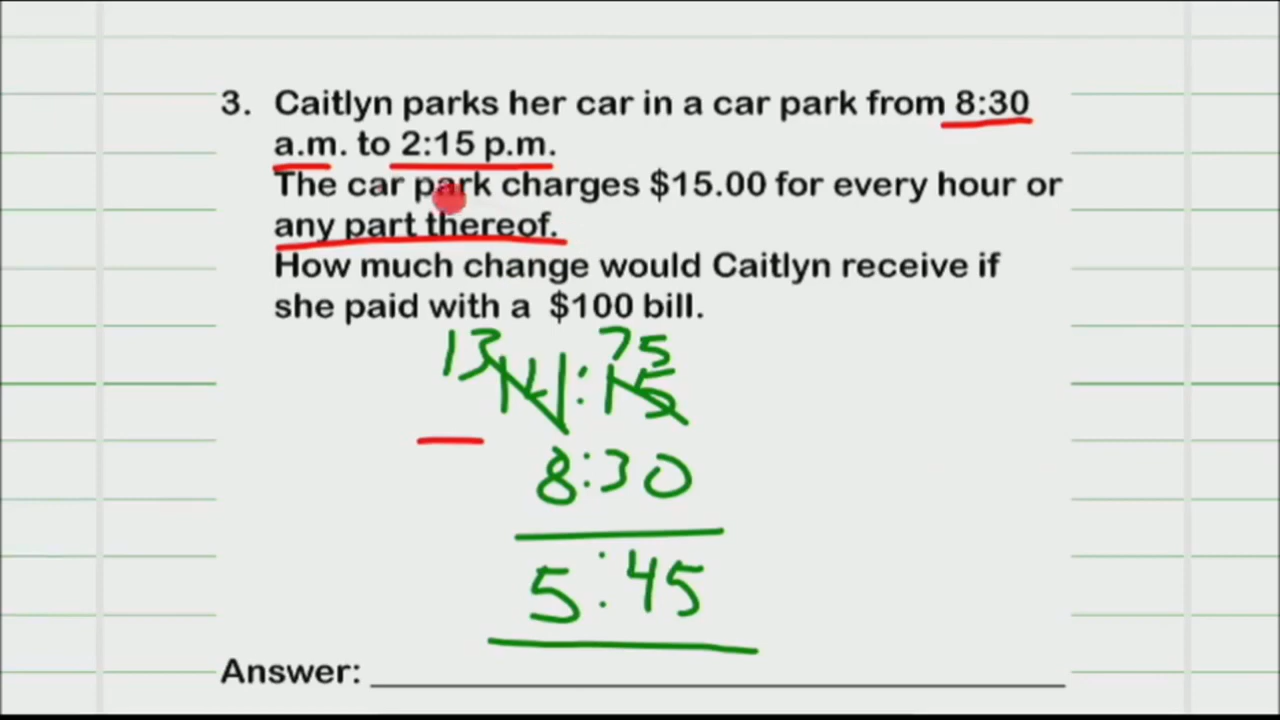 3. Caitlyn parks her car in a car park from 8:30
a.m. to 2:15 p.m.
The car park charges $15.00 for every hour or
any part thereof.
How much change would Caitlyn receive if
she paid with a $100 bill.
13 75
14:15
8:30
5:45
Answer: